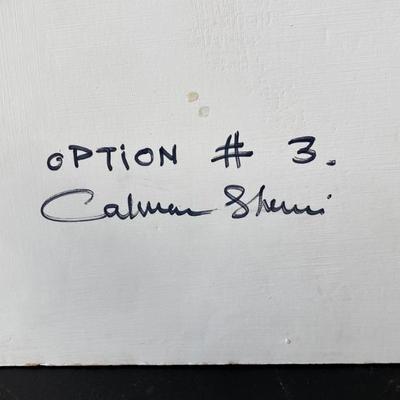 OPTION # 3.
Calman Shemi